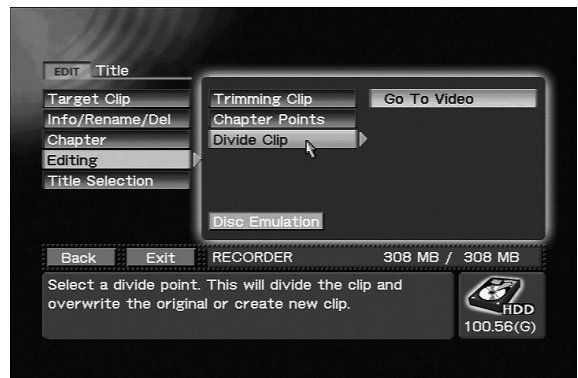 EDIT Title
Target Clip
Info/Rename/Del
Chapter
Editing
Title Selection
Trimming Clip
Chapter Points
Divide Clip
Disc Emulation
Go To Video
Back Exit RECORDER 308 MB / 308 MB
Select a divide point. This will divide the clip and
overwrite the original or create new clip.
HDD
100.56(G)